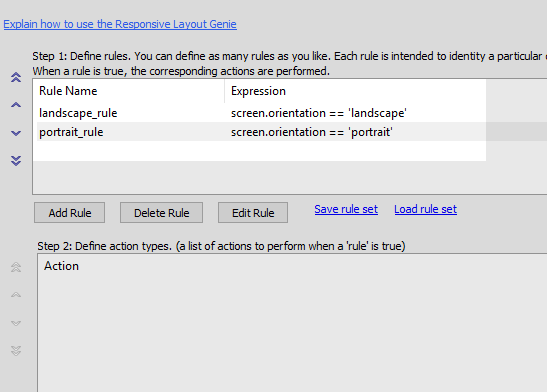 Explain how to use the Responsive Layout Genie
Step 1: Define rules. You can define as many rules as you like. Each rule is intended to identity a particular
When a rule is true, the corresponding actions are performed.
Rule Name Expression
landscape_rule screen.orientation == 'landscape'
portrait_rule screen.orientation == 'portrait'
Add Rule Delete Rule Edit Rule Save rule set Load rule set
Step 2: Define action types. (a list of actions to perform when a 'rule' is true)
Action